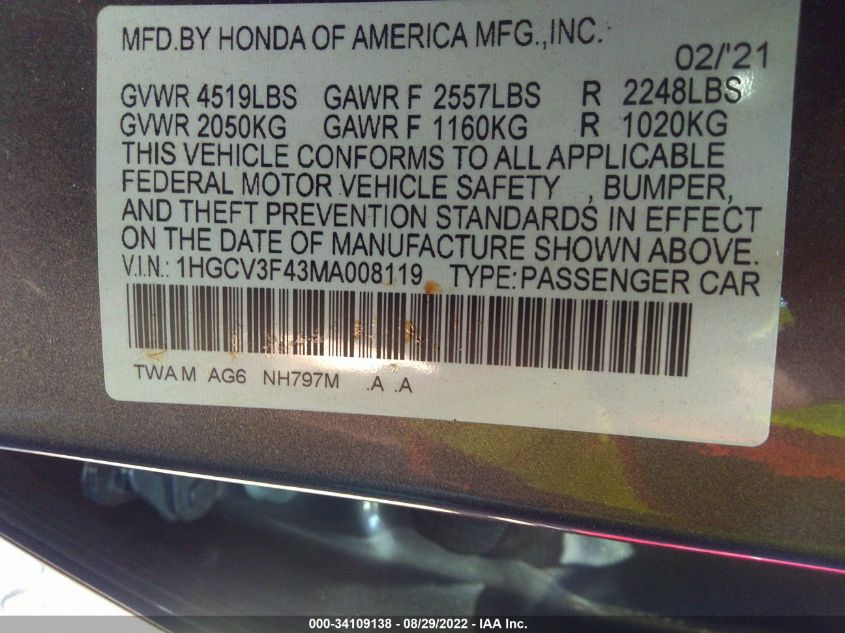 MFD.BY HONDA OF AMERICA MFG.,INC.
02/'21
GVWR 4519LBS GAWR F 2557LBS R 2248LBS
GVWR 2050KG GAWR F 1160KG R 1020KG
THIS VEHICLE CONFORMS TO ALL APPLICABLE
FEDERAL MOTOR VEHICLE SAFETY , BUMPER,
AND THEFT PREVENTION STANDARDS IN EFFECT
ON THE DATE OF MANUFACTURE SHOWN ABOVE.
V.I.N.: 1HGCV3F43MA008119 TYPE:PASSENGER CAR
TWA M AG6 NH797M .A .A
000-34109138 - 08/29/2022 - IAA Inc.